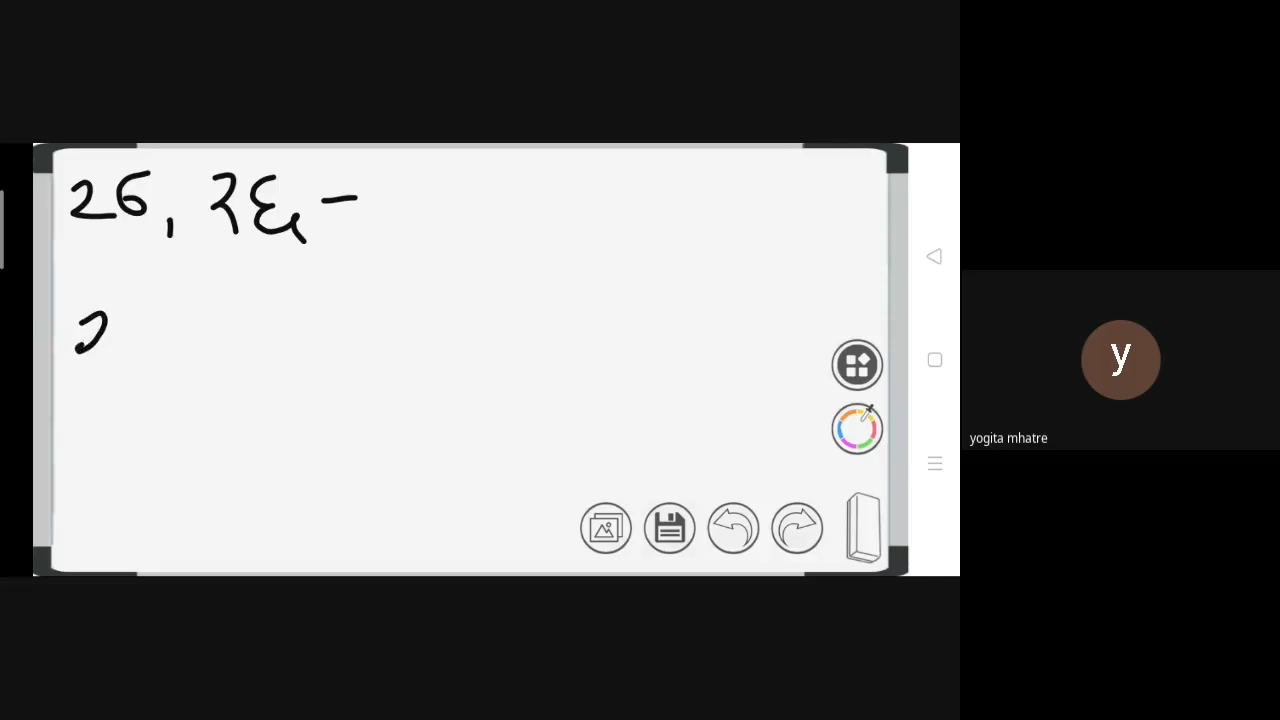 26, २६ -
y
yogita mhatre